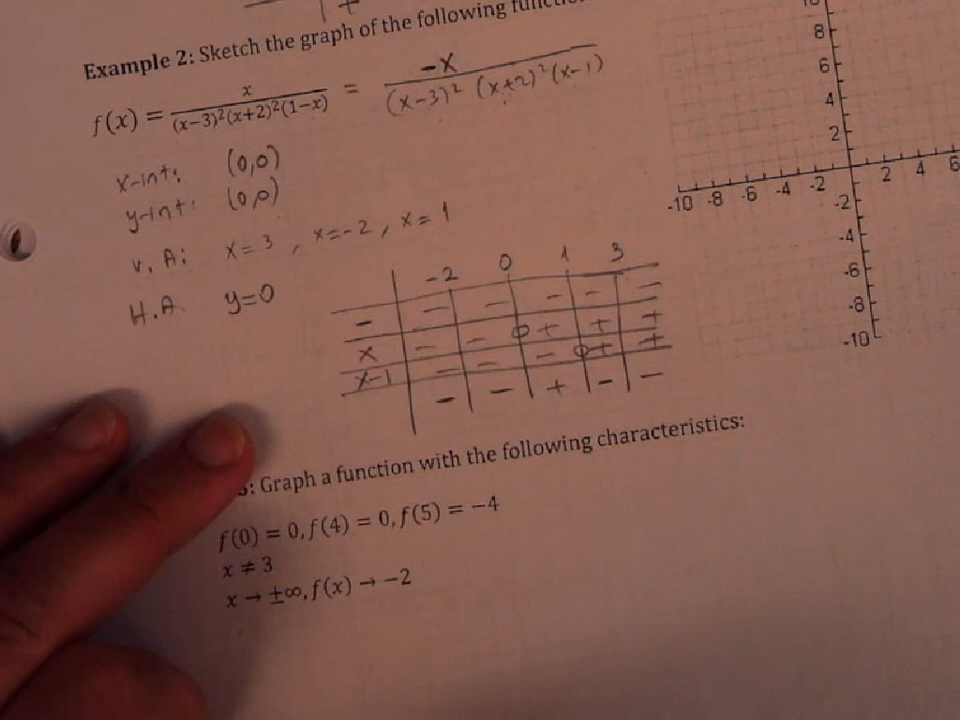 +
Example 2: Sketch the graph of the following
f(x) = x / (x−3)²(x+2)²(1−x) = −x / (x−3)² (x+2)² (x−1)
x-int: (0,0)
y-int: (0,0)
V. A: x=3 , x=-2 , x=1
H.A. y=0
-2 0 1 3
− − − − − −
x − − 0 + + +
x-1 − − − 0 + +
− − + − −
: Graph a function with the following characteristics:
f(0) = 0, f(4) = 0, f(5) = −4
x ≠ 3
x → ±∞, f(x) → −2
10
8
6
4
2
-10 -8 -6 -4 -2 2 4 6
-2
-4
-6
-8
-10